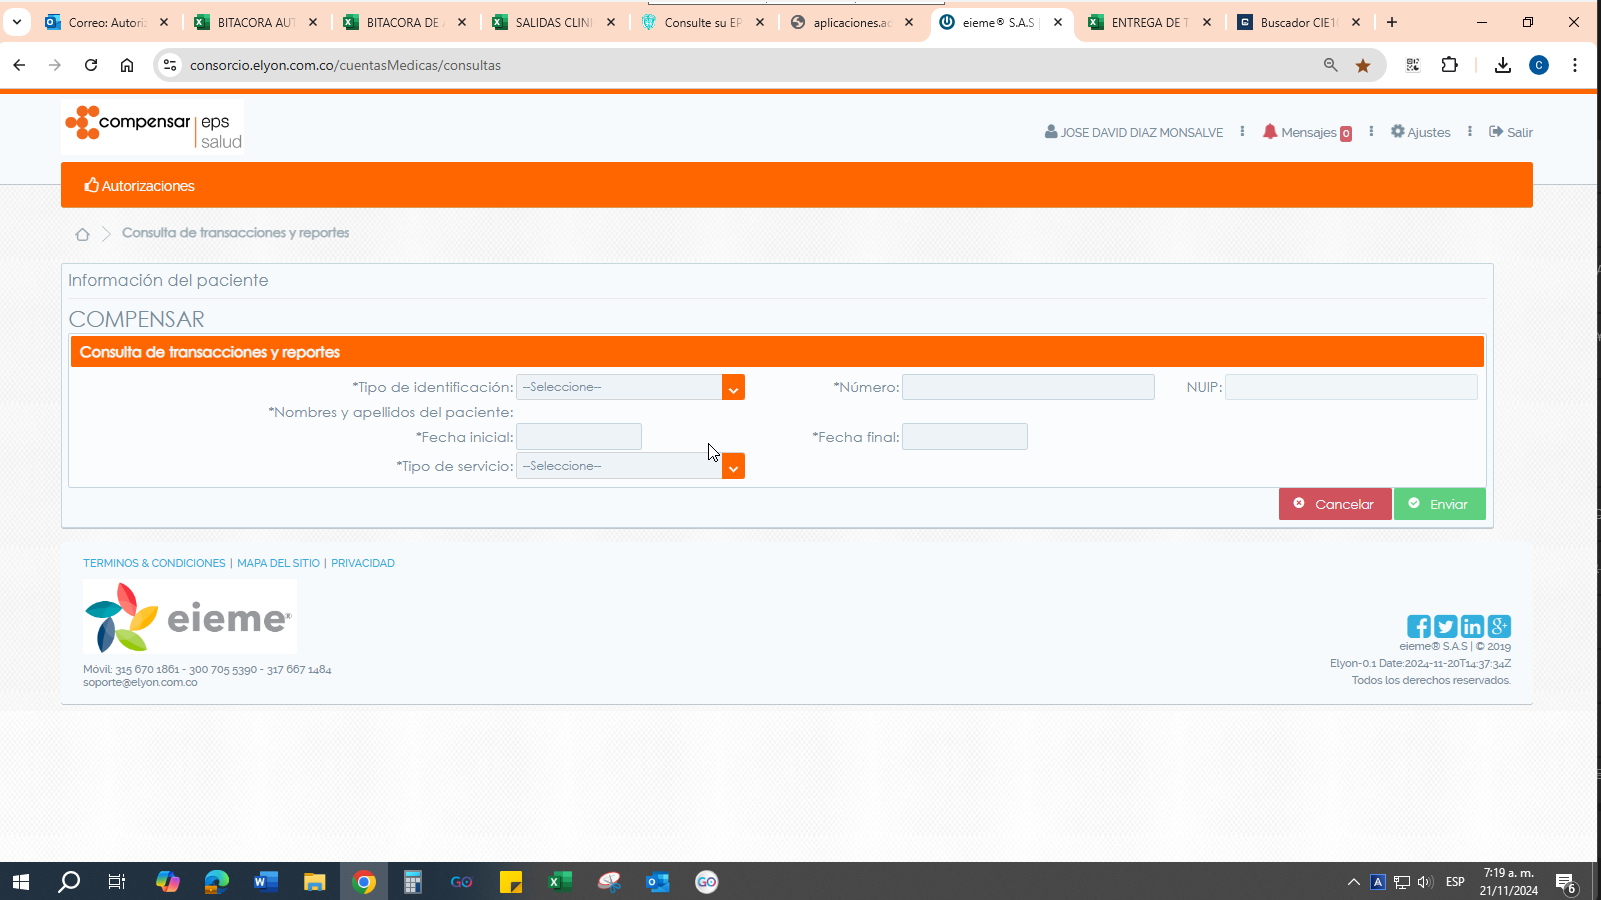 Correo: Autori
BITACORA AUT
BITACORA DE
SALIDAS CLIN
Consulte su EP
aplicaciones.ac
eieme® S.A.S |
ENTREGA DE T
Buscador CIE1
consorcio.elyon.com.co/cuentasMedicas/consultas
C
compensar | eps salud
JOSE DAVID DIAZ MONSALVE
Mensajes 0
Ajustes
Salir
Autorizaciones
Consulta de transacciones y reportes
Información del paciente
COMPENSAR
Consulta de transacciones y reportes
*Tipo de identificación: --Seleccione-- *Número: NUIP:
*Nombres y apellidos del paciente:
*Fecha inicial: *Fecha final:
*Tipo de servicio: --Seleccione--
Cancelar Enviar
TERMINOS & CONDICIONES | MAPA DEL SITIO | PRIVACIDAD
eieme®
Móvil: 315 670 1861 - 300 705 5390 - 317 667 1484
soporte@elyon.com.co
eieme® S.A.S | © 2019
Elyon-0.1 Date:2024-11-20T14:37:34Z
Todos los derechos reservados.
GO
GO
A
ESP
7:19 a. m.
21/11/2024
6